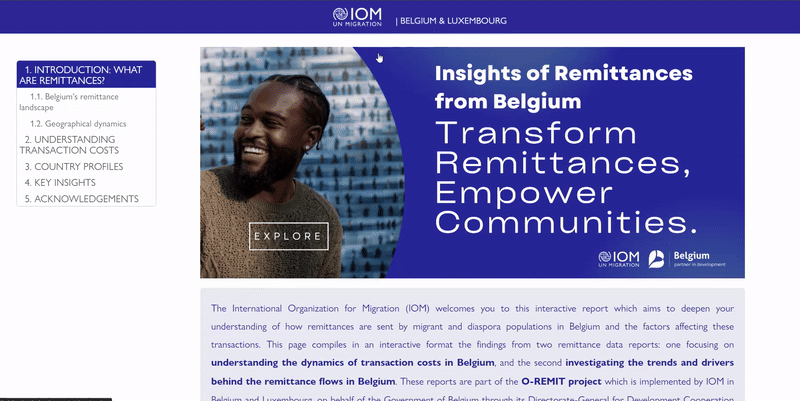 IOM
UN MIGRATION
| BELGIUM & LUXEMBOURG
1. INTRODUCTION: WHAT
ARE REMITTANCES?
1.1. Belgium's remittance
landscape
1.2. Geographical dynamics
2. UNDERSTANDING
TRANSACTION COSTS
3. COUNTRY PROFILES
4. KEY INSIGHTS
5. ACKNOWLEDGEMENTS
Insights of Remittances
from Belgium
Transform
Remittances,
Empower
Communities.
EXPLORE
IOM
UN MIGRATION
Belgium
partner in development
The International Organization for Migration (IOM) welcomes you to this interactive report which aims to deepen your
understanding of how remittances are sent by migrant and diaspora populations in Belgium and the factors affecting these
transactions. This page compiles in an interactive format the findings from two remittance data reports: one focusing on
understanding the dynamics of transaction costs in Belgium, and the second investigating the trends and drivers
behind the remittance flows in Belgium. These reports are part of the O-REMIT project which is implemented by IOM in
Belgium and Luxembourg, on behalf of the Government of Belgium through its Directorate-General for Development Cooperation